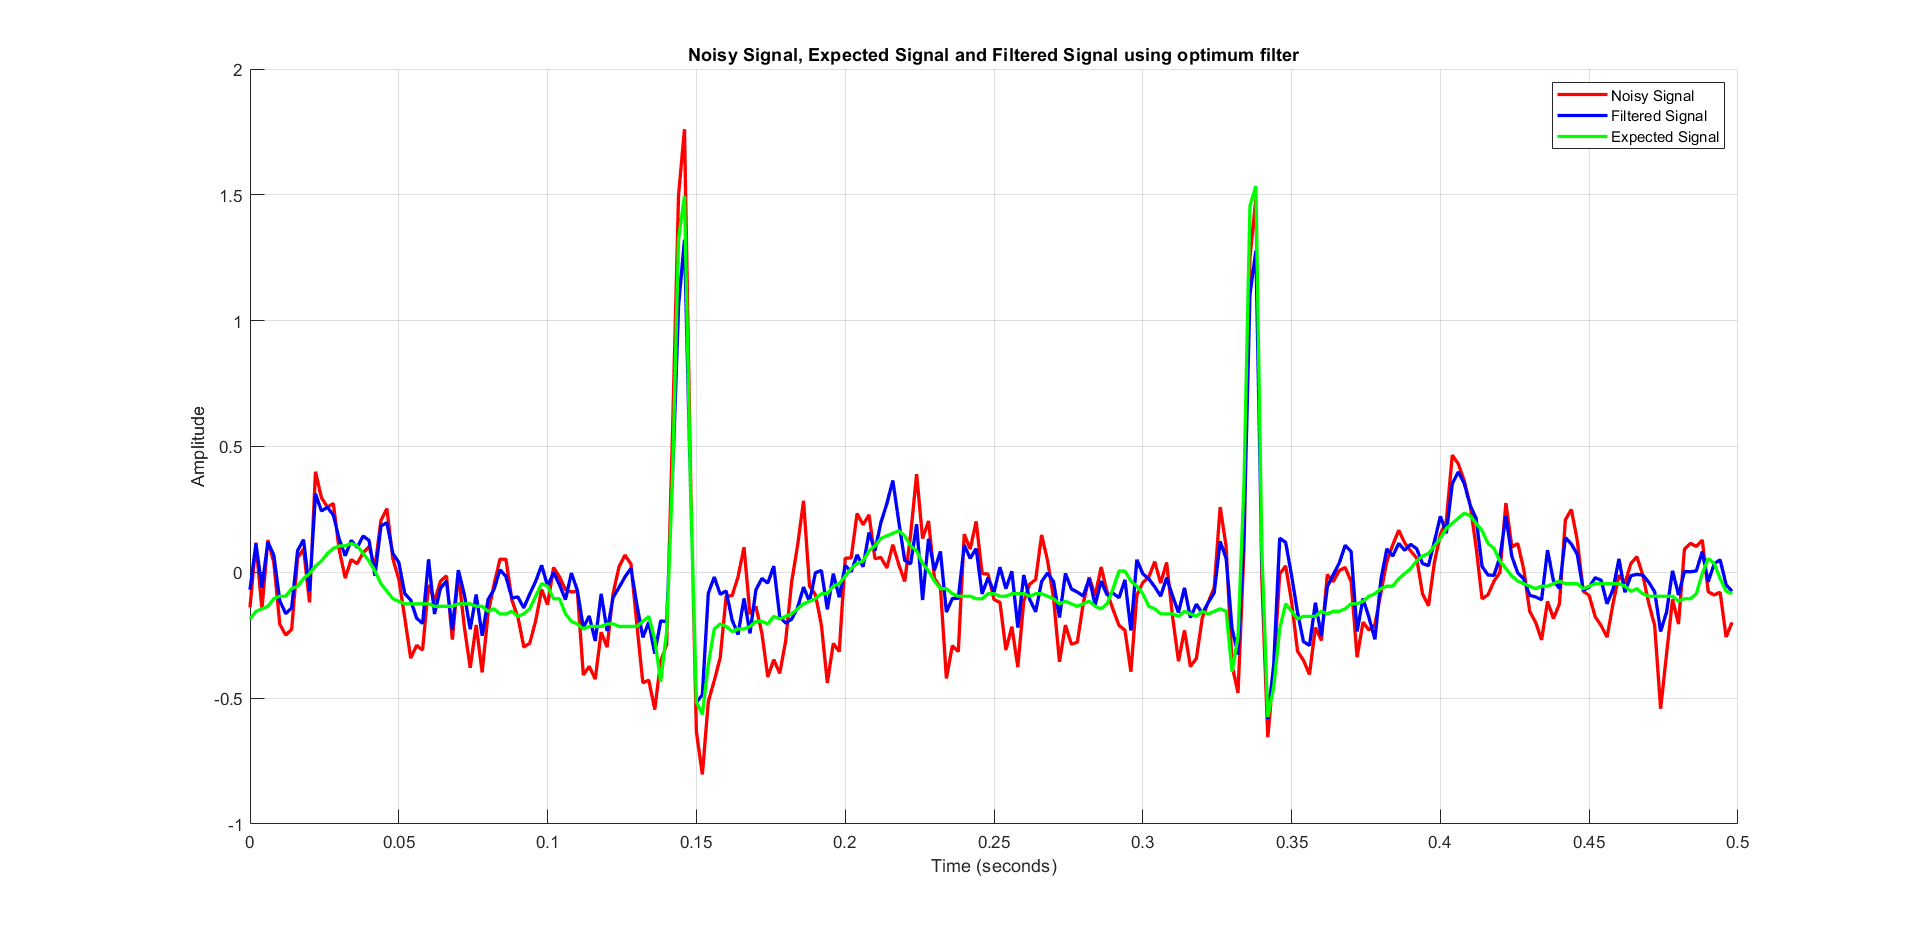 Noisy Signal, Expected Signal and Filtered Signal using optimum filter
Noisy Signal
Filtered Signal
Expected Signal
2
1.5
1
0.5
0
-0.5
-1
Amplitude
0 0.05 0.1 0.15 0.2 0.25 0.3 0.35 0.4 0.45 0.5
Time (seconds)